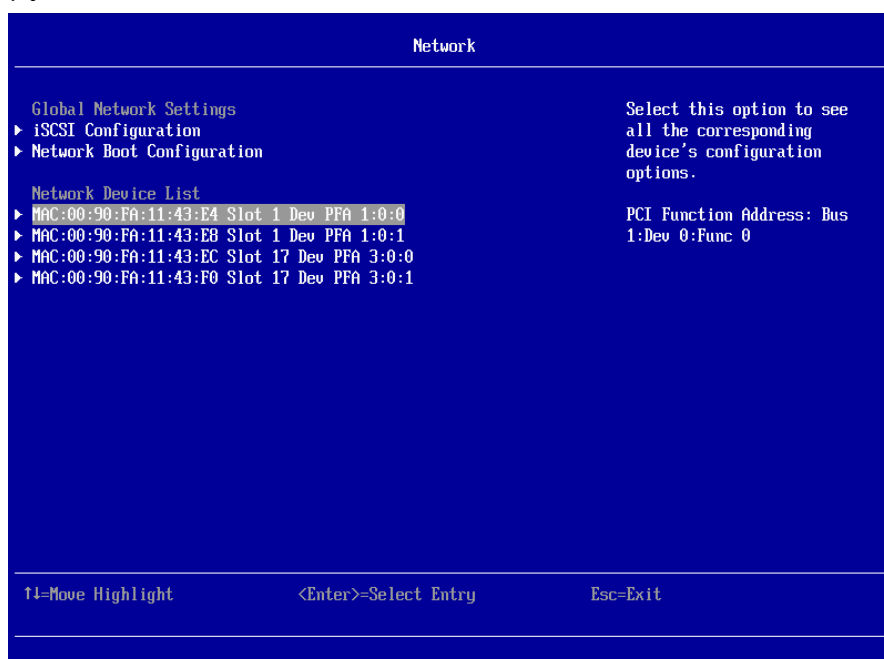 Network
Global Network Settings
▶ iSCSI Configuration
▶ Network Boot Configuration
Network Device List
▶ MAC:00:90:FA:11:43:E4 Slot 1 Dev PFA 1:0:0
▶ MAC:00:90:FA:11:43:E8 Slot 1 Dev PFA 1:0:1
▶ MAC:00:90:FA:11:43:EC Slot 17 Dev PFA 3:0:0
▶ MAC:00:90:FA:11:43:F0 Slot 17 Dev PFA 3:0:1
Select this option to see
all the corresponding
device's configuration
options.
PCI Function Address: Bus
1:Dev 0:Func 0
↑↓=Move Highlight <Enter>=Select Entry Esc=Exit